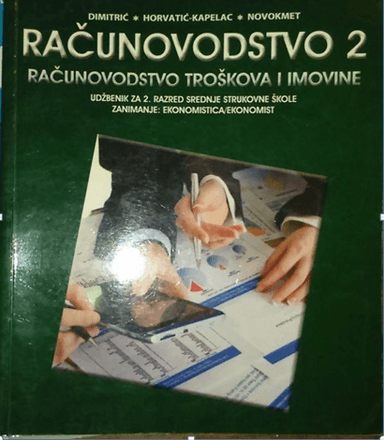 DIMITRIĆ * HORVATIĆ-KAPELAC * NOVOKMET
RAČUNOVODSTVO 2
RAČUNOVODSTVO TROŠKOVA I IMOVINE
UDŽBENIK ZA 2. RAZRED SREDNJE STRUKOVNE ŠKOLE
ZANIMANJE: EKONOMISTICA/EKONOMIST